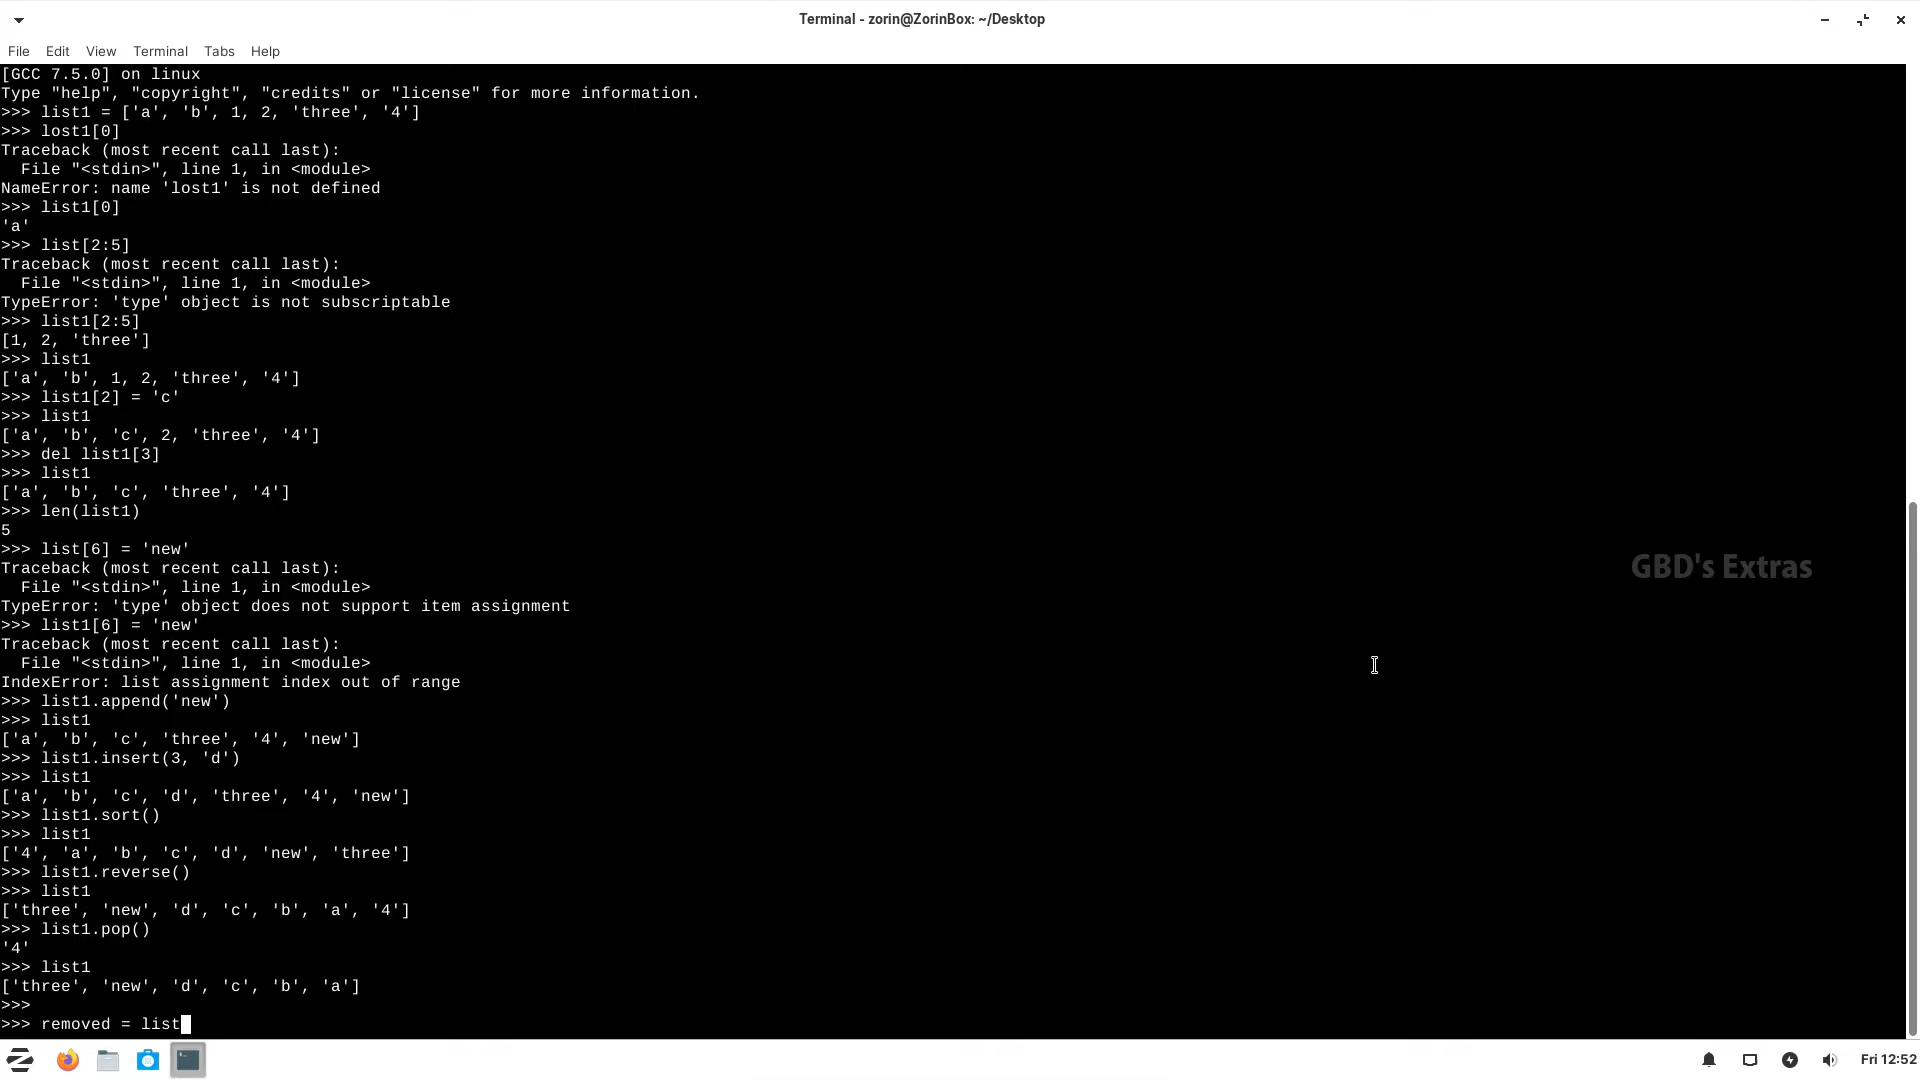 Terminal - zorin@ZorinBox: ~/Desktop
File Edit View Terminal Tabs Help
[GCC 7.5.0] on linux
Type "help", "copyright", "credits" or "license" for more information.
>>> list1 = ['a', 'b', 1, 2, 'three', '4']
>>> lost1[0]
Traceback (most recent call last):
  File "<stdin>", line 1, in <module>
NameError: name 'lost1' is not defined
>>> list1[0]
'a'
>>> list[2:5]
Traceback (most recent call last):
  File "<stdin>", line 1, in <module>
TypeError: 'type' object is not subscriptable
>>> list1[2:5]
[1, 2, 'three']
>>> list1
['a', 'b', 1, 2, 'three', '4']
>>> list1[2] = 'c'
>>> list1
['a', 'b', 'c', 2, 'three', '4']
>>> del list1[3]
>>> list1
['a', 'b', 'c', 'three', '4']
>>> len(list1)
5
>>> list[6] = 'new'
Traceback (most recent call last):
  File "<stdin>", line 1, in <module>
TypeError: 'type' object does not support item assignment
>>> list1[6] = 'new'
Traceback (most recent call last):
  File "<stdin>", line 1, in <module>
IndexError: list assignment index out of range
>>> list1.append('new')
>>> list1
['a', 'b', 'c', 'three', '4', 'new']
>>> list1.insert(3, 'd')
>>> list1
['a', 'b', 'c', 'd', 'three', '4', 'new']
>>> list1.sort()
>>> list1
['4', 'a', 'b', 'c', 'd', 'new', 'three']
>>> list1.reverse()
>>> list1
['three', 'new', 'd', 'c', 'b', 'a', '4']
>>> list1.pop()
'4'
>>> list1
['three', 'new', 'd', 'c', 'b', 'a']
>>>
>>> removed = list
GBD's Extras
Fri 12:52